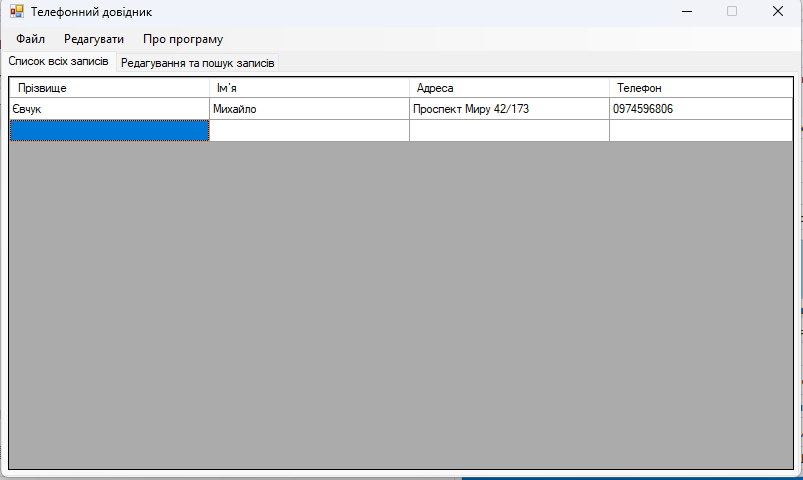 Телефонний довідник
Файл Редагувати Про програму
Список всіх записів Редагування та пошук записів
Прізвище Ім'я Адреса Телефон
Євчук Михайло Проспект Миру 42/173 0974596806